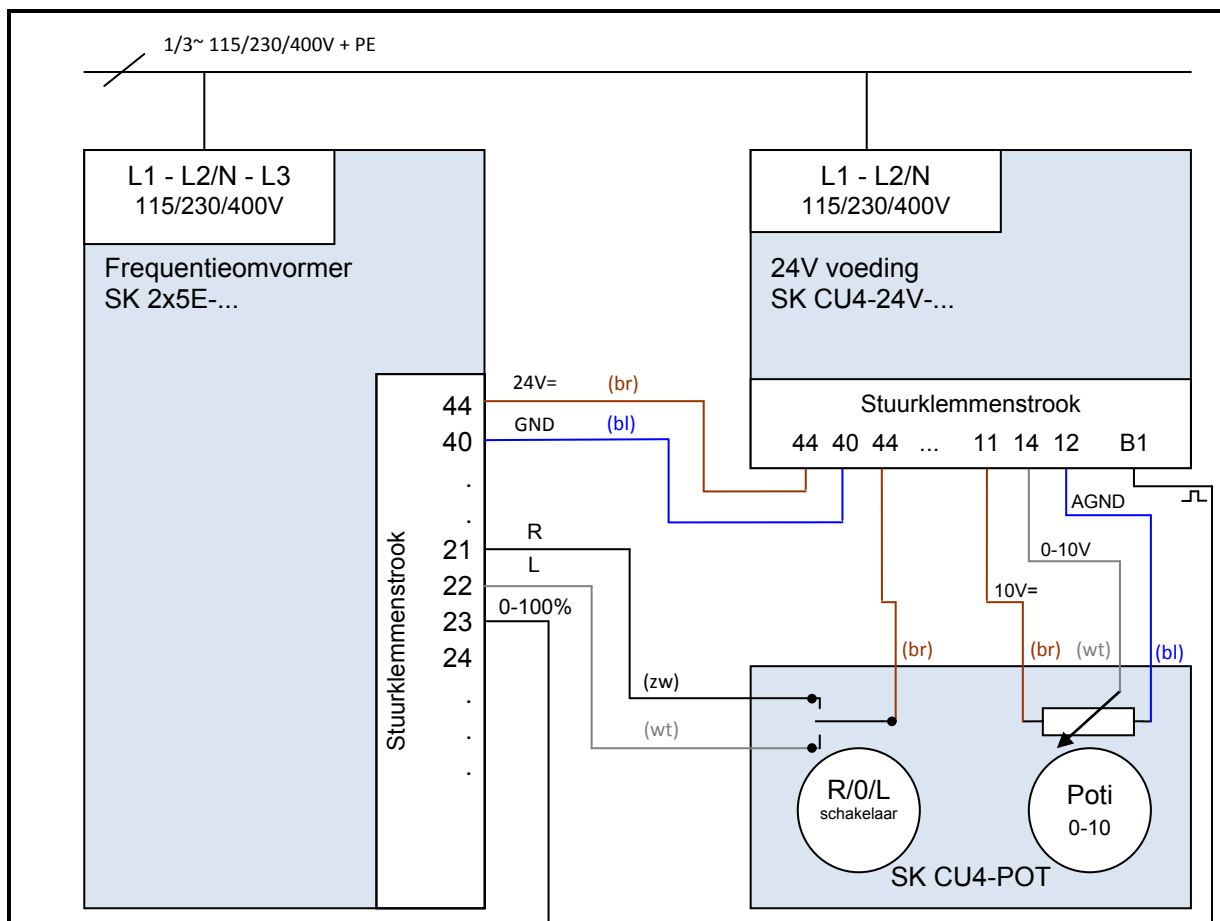 1/3~ 115/230/400V + PE
L1 - L2/N - L3
115/230/400V
Frequentieomvormer
SK 2x5E-...
L1 - L2/N
115/230/400V
24V voeding
SK CU4-24V-...
Stuurklemmenstrook
44 40 44 ... 11 14 12 B1
24V= (br)
GND (bl)
Stuurklemmenstrook
44
40
.
.
21
22
23
24
.
.
.
R
L
0-100%
AGND
0-10V
10V=
(br)
(br)
(wt)
(bl)
(zw)
(wt)
R/0/L
schakelaar
Poti
0-10
SK CU4-POT